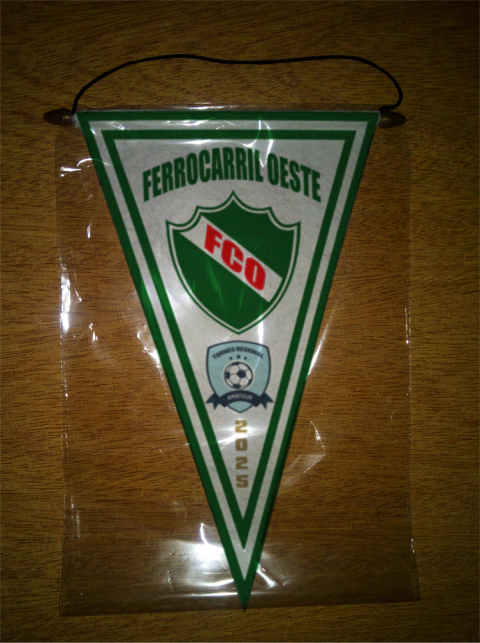 FERROCARRIL OESTE
FCO
TORNEO REGIONAL
AMATEUR
2025